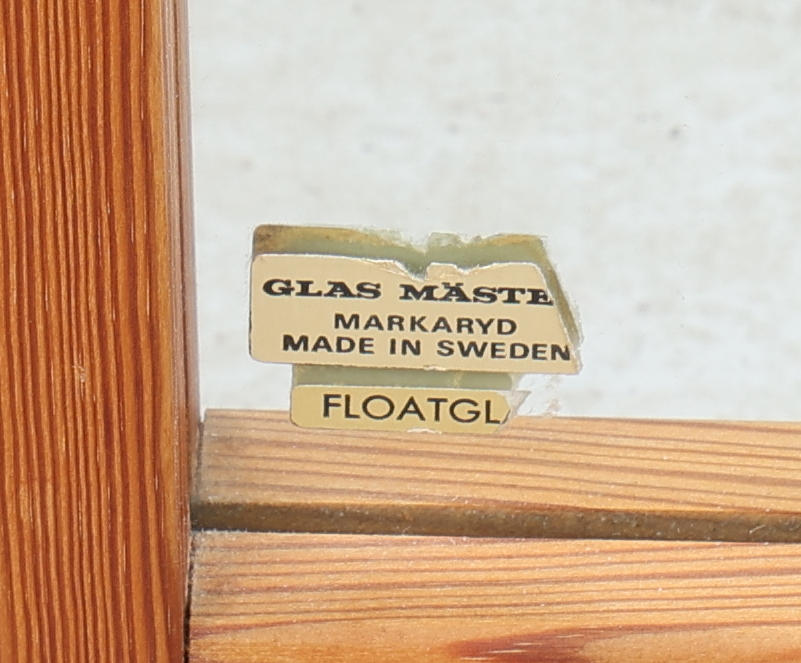 GLAS MÄSTE
MARKARYD
MADE IN SWEDEN
FLOATGL